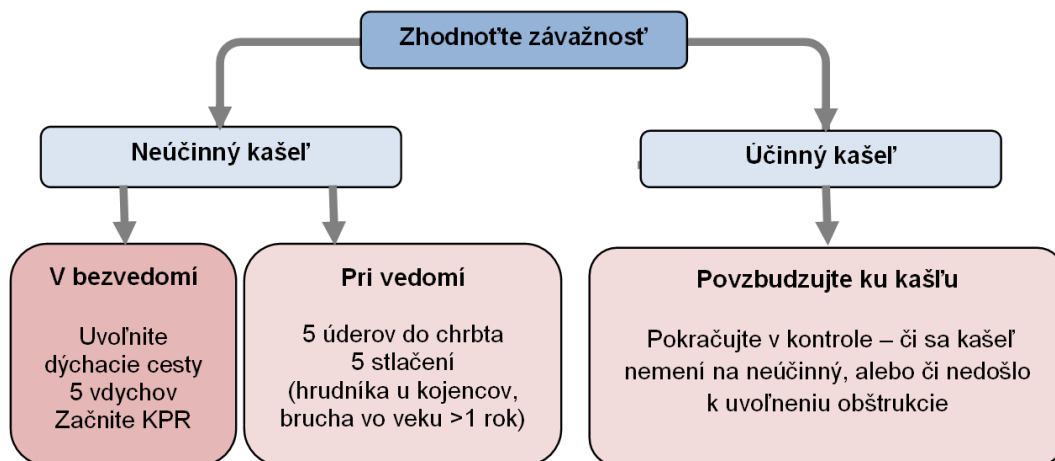 Zhodnoťte závažnosť
Neúčinný kašeľ
Účinný kašeľ
V bezvedomí
Uvoľnite
dýchacie cesty
5 vdychov
Začnite KPR
Pri vedomí
5 úderov do chrbta
5 stlačení
(hrudníka u kojencov,
brucha vo veku >1 rok)
Povzbudzujte ku kašľu
Pokračujte v kontrole – či sa kašeľ
nemení na neúčinný, alebo či nedošlo
k uvoľneniu obštrukcie